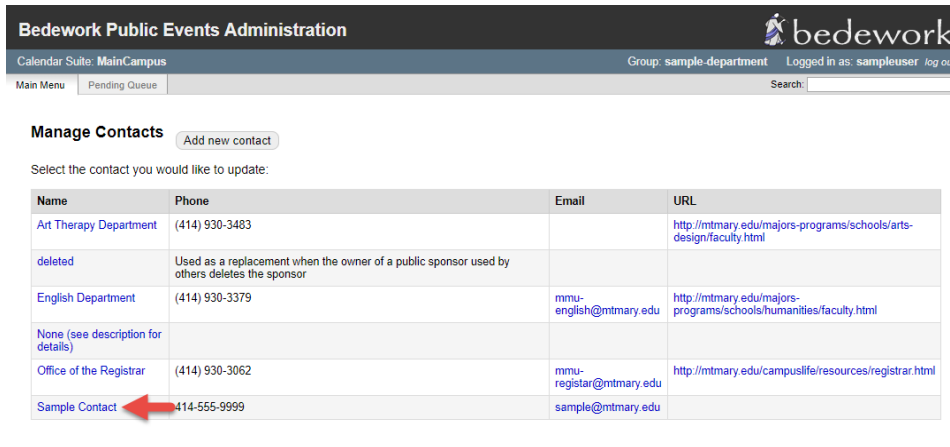 Bedework Public Events Administration
bedework
Calendar Suite: MainCampus
Group: sample-department Logged in as: sampleuser log
Main Menu Pending Queue
Search:
Manage Contacts Add new contact
Select the contact you would like to update:
Name Phone Email URL
Art Therapy Department (414) 930-3483 http://mtmary.edu/majors-programs/schools/arts-
design/faculty.html
deleted Used as a replacement when the owner of a public sponsor used by
others deletes the sponsor
English Department (414) 930-3379 mmu- http://mtmary.edu/majors-
english@mtmary.edu programs/schools/humanities/faculty.html
None (see description for
details)
Office of the Registrar (414) 930-3062 mmu- http://mtmary.edu/campuslife/resources/registrar.html
registar@mtmary.edu
Sample Contact 414-555-9999 sample@mtmary.edu